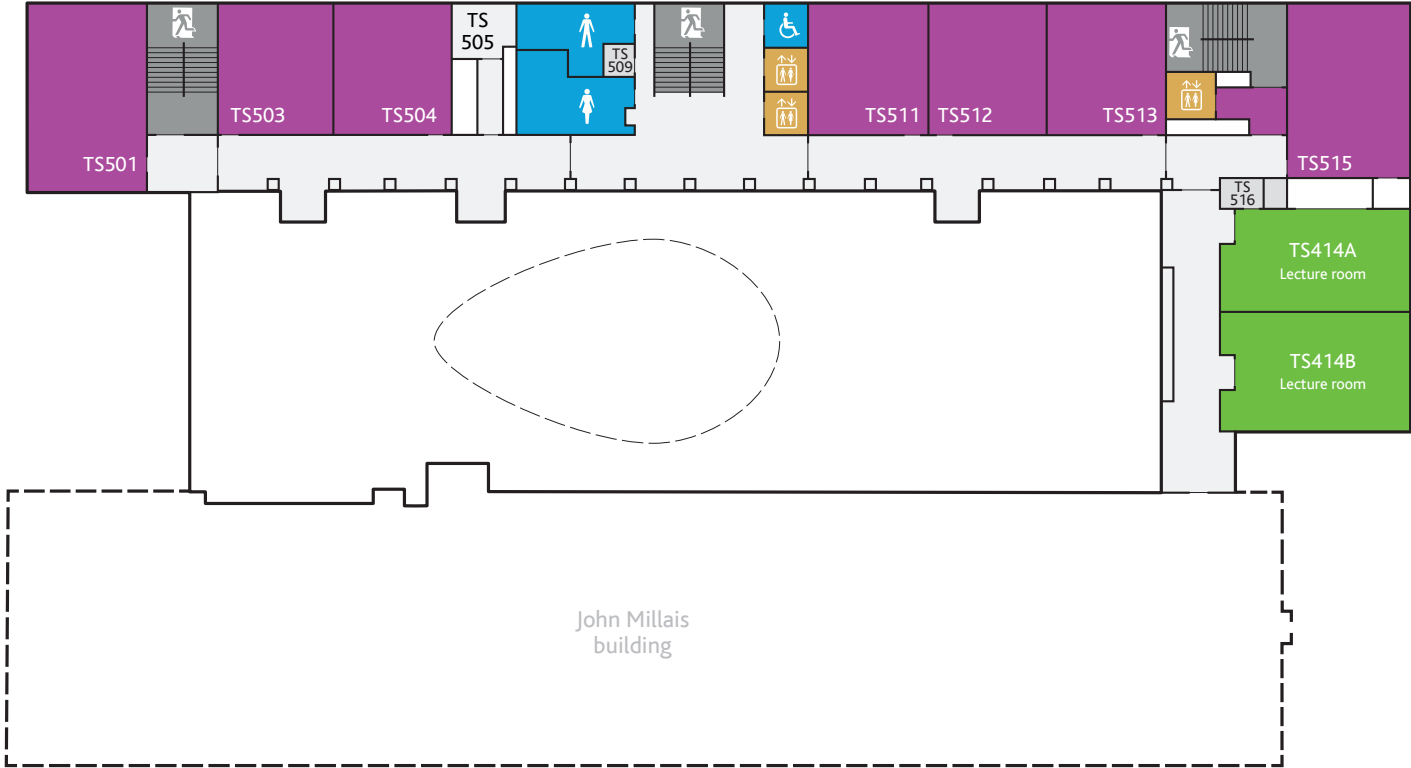 TS
505
TS
509
TS503
TS504
TS511
TS512
TS513
TS501
TS515
TS
516
TS414A
Lecture room
TS414B
Lecture room
John Millais
building